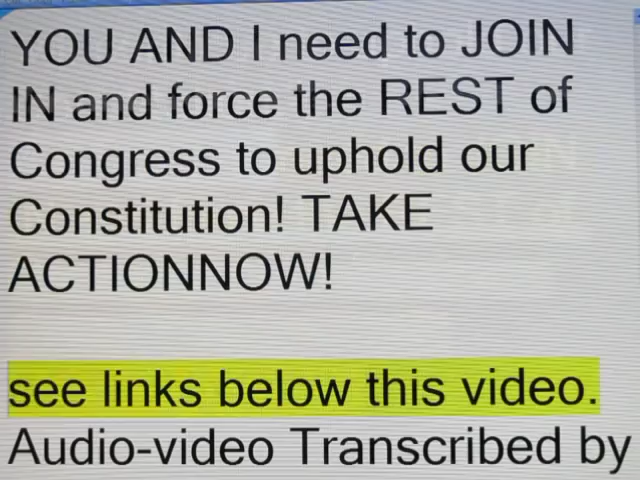 YOU AND I need to JOIN
IN and force the REST of
Congress to uphold our
Constitution! TAKE
ACTIONNOW!
see links below this video.
Audio-video Transcribed by